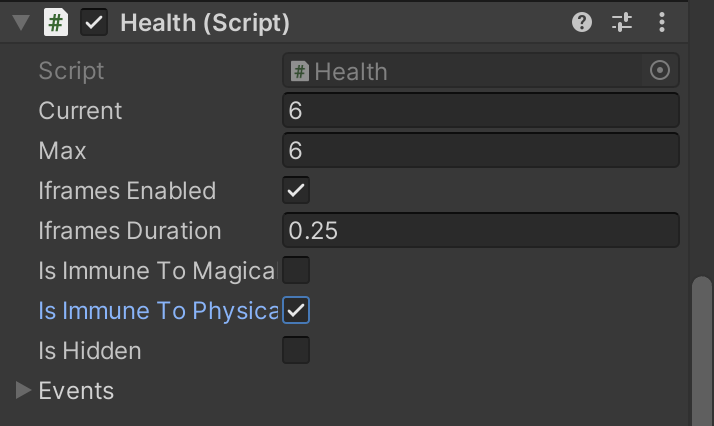 # Health (Script)
Script # Health
Current 6
Max 6
Iframes Enabled
Iframes Duration 0.25
Is Immune To Magica
Is Immune To Physica
Is Hidden
Events